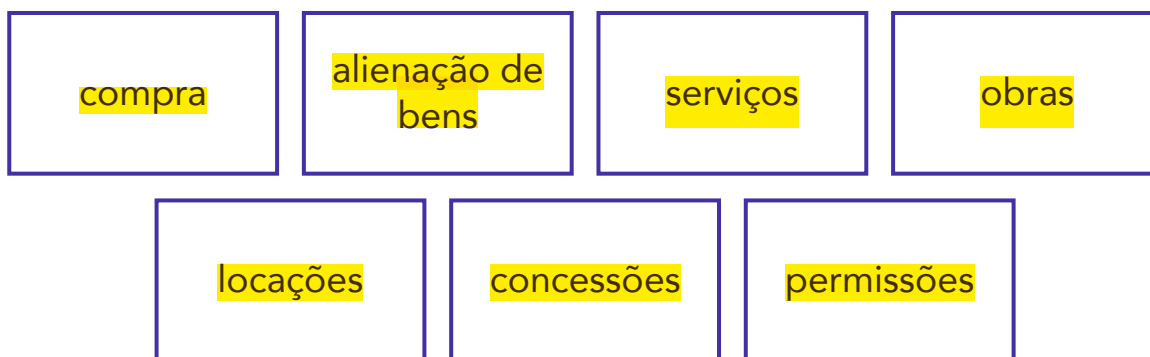 compra
alienação de
bens
serviços
obras
locações
concessões
permissões